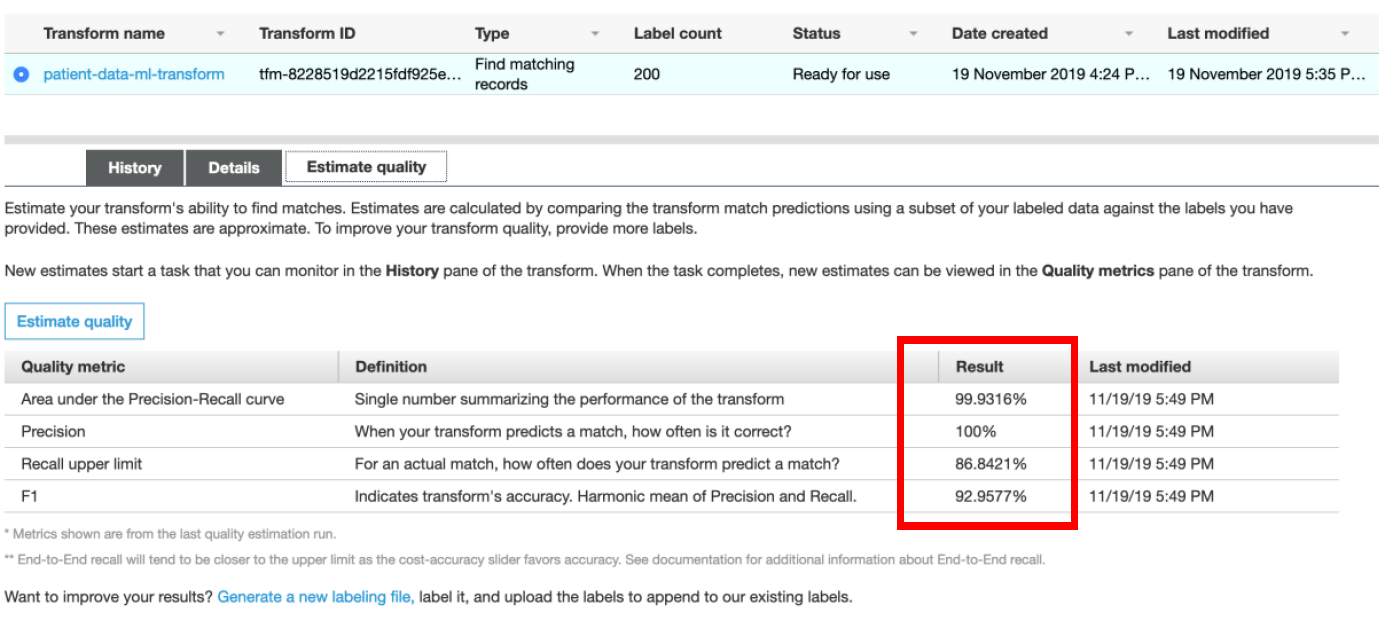 Transform name Transform ID Type Label count Status Date created Last modified
patient-data-ml-transform tfm-8228519d2215fdf925e... Find matching records 200 Ready for use 19 November 2019 4:24 P... 19 November 2019 5:35 P...
History Details Estimate quality
Estimate your transform's ability to find matches. Estimates are calculated by comparing the transform match predictions using a subset of your labeled data against the labels you have
provided. These estimates are approximate. To improve your transform quality, provide more labels.
New estimates start a task that you can monitor in the History pane of the transform. When the task completes, new estimates can be viewed in the Quality metrics pane of the transform.
Estimate quality
Quality metric Definition Result Last modified
Area under the Precision-Recall curve Single number summarizing the performance of the transform 99.9316% 11/19/19 5:49 PM
Precision When your transform predicts a match, how often is it correct? 100% 11/19/19 5:49 PM
Recall upper limit For an actual match, how often does your transform predict a match? 86.8421% 11/19/19 5:49 PM
F1 Indicates transform's accuracy. Harmonic mean of Precision and Recall. 92.9577% 11/19/19 5:49 PM
* Metrics shown are from the last quality estimation run.
** End-to-End recall will tend to be closer to the upper limit as the cost-accuracy slider favors accuracy. See documentation for additional information about End-to-End recall.
Want to improve your results? Generate a new labeling file, label it, and upload the labels to append to our existing labels.